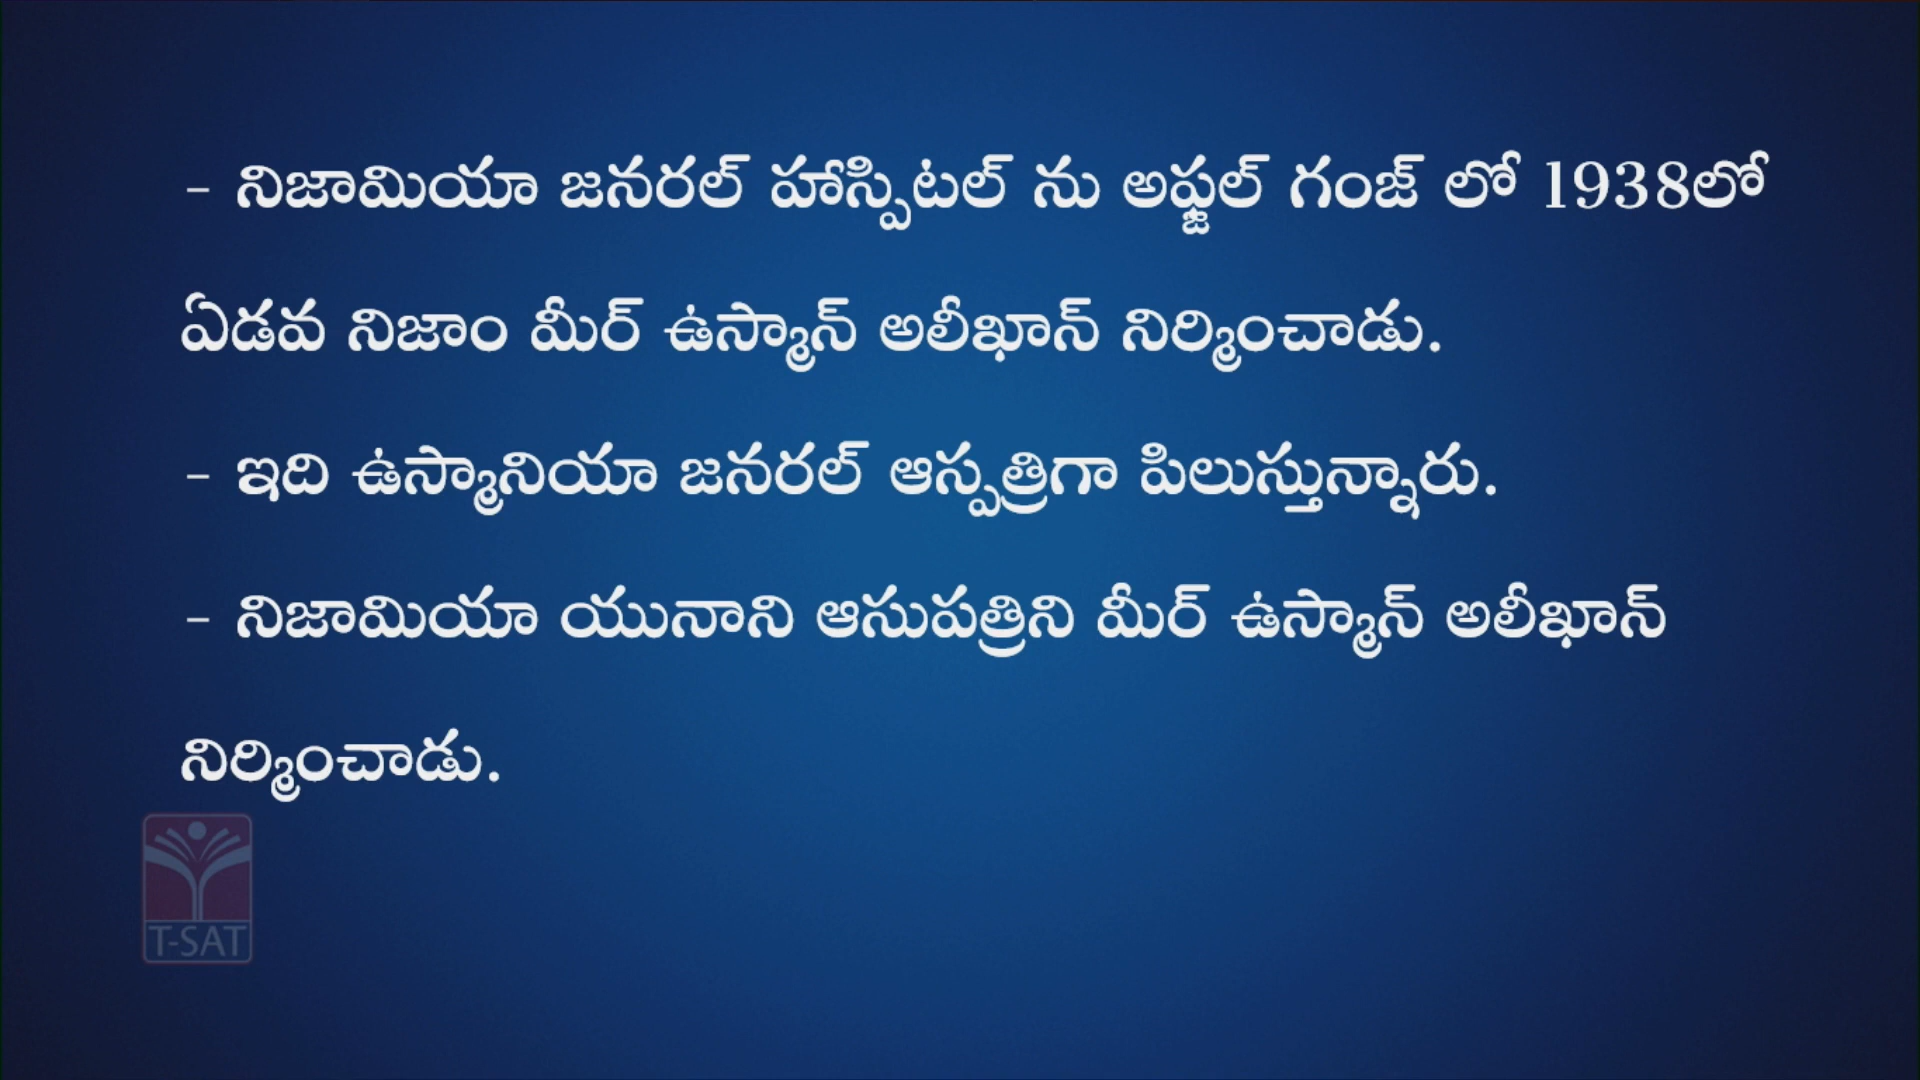 - నిజామియా జనరల్ హాస్పిటల్ ను అఫ్జల్ గంజ్ లో 1938లో
ఏడవ నిజాం మీర్ ఉస్మాన్ అలీఖాన్ నిర్మించాడు.
- ఇది ఉస్మానియా జనరల్ ఆస్పత్రిగా పిలుస్తున్నారు.
- నిజామియా యునాని ఆసుపత్రిని మీర్ ఉస్మాన్ అలీఖాన్
నిర్మించాడు.
T-SAT